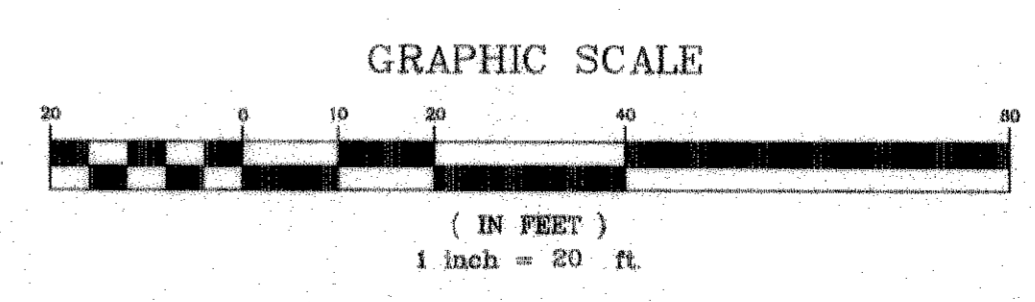 GRAPHIC SCALE
20 0 10 20 40 80
( IN FEET )
1 inch = 20 ft.